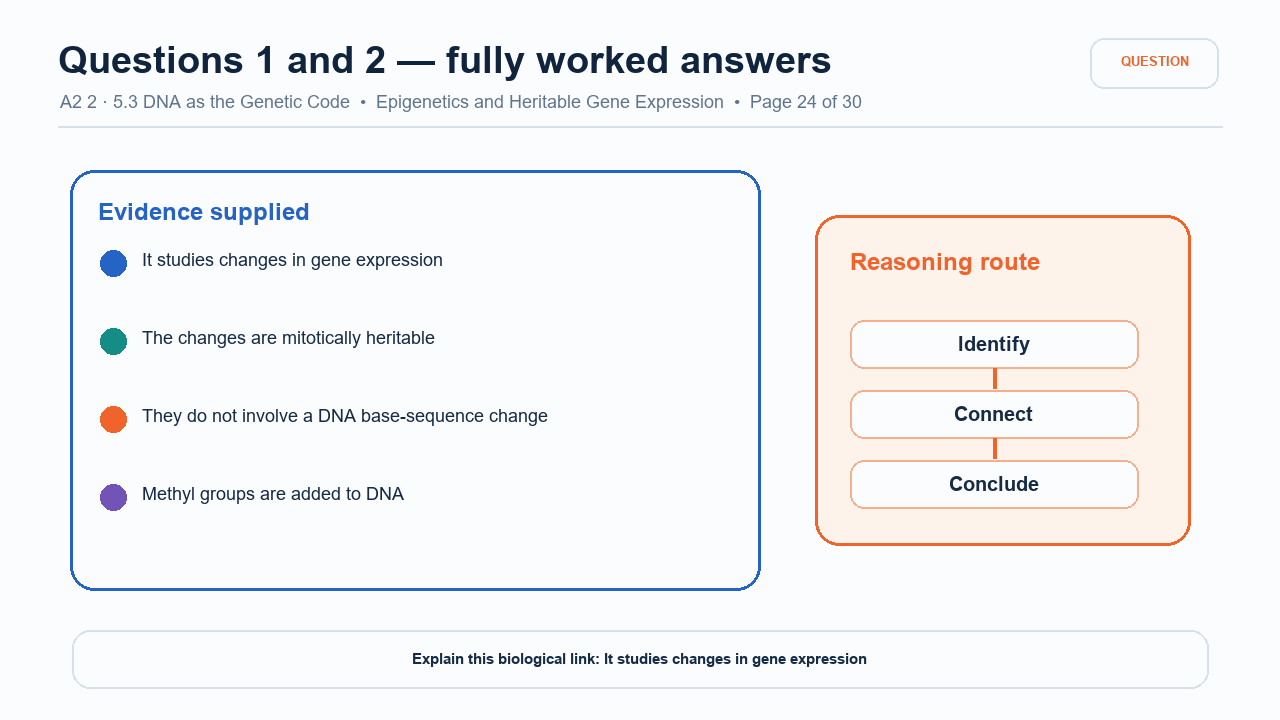 Questions 1 and 2 — fully worked answers
QUESTION
A2 2 · 5.3 DNA as the Genetic Code • Epigenetics and Heritable Gene Expression • Page 24 of 30
Evidence supplied
It studies changes in gene expression
The changes are mitotically heritable
They do not involve a DNA base-sequence change
Methyl groups are added to DNA
Reasoning route
Identify
Connect
Conclude
Explain this biological link: It studies changes in gene expression